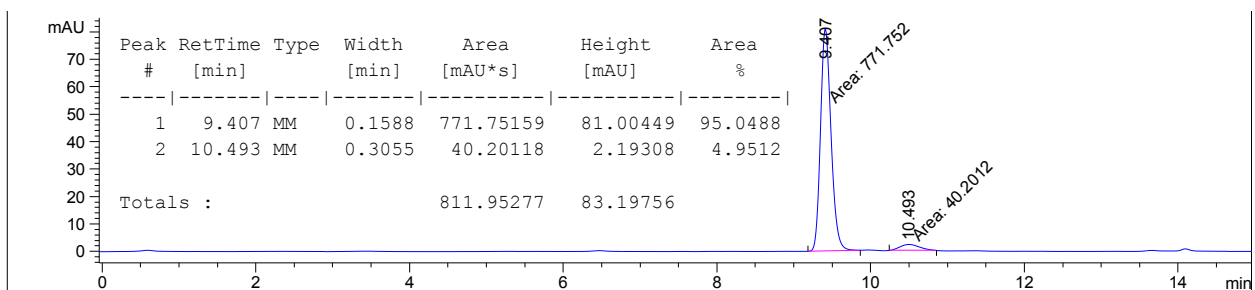 mAU
Peak RetTime Type Width Area Height Area
# [min] [min] [mAU*s] [mAU] %
----|-------|----|-------|----------|----------|--------|
1 9.407 MM 0.1588 771.75159 81.00449 95.0488
2 10.493 MM 0.3055 40.20118 2.19308 4.9512
Totals : 811.95277 83.19756
9.407
Area: 771.752
10.493
Area: 40.2012
70
60
50
40
30
20
10
0
0 2 4 6 8 10 12 14 min